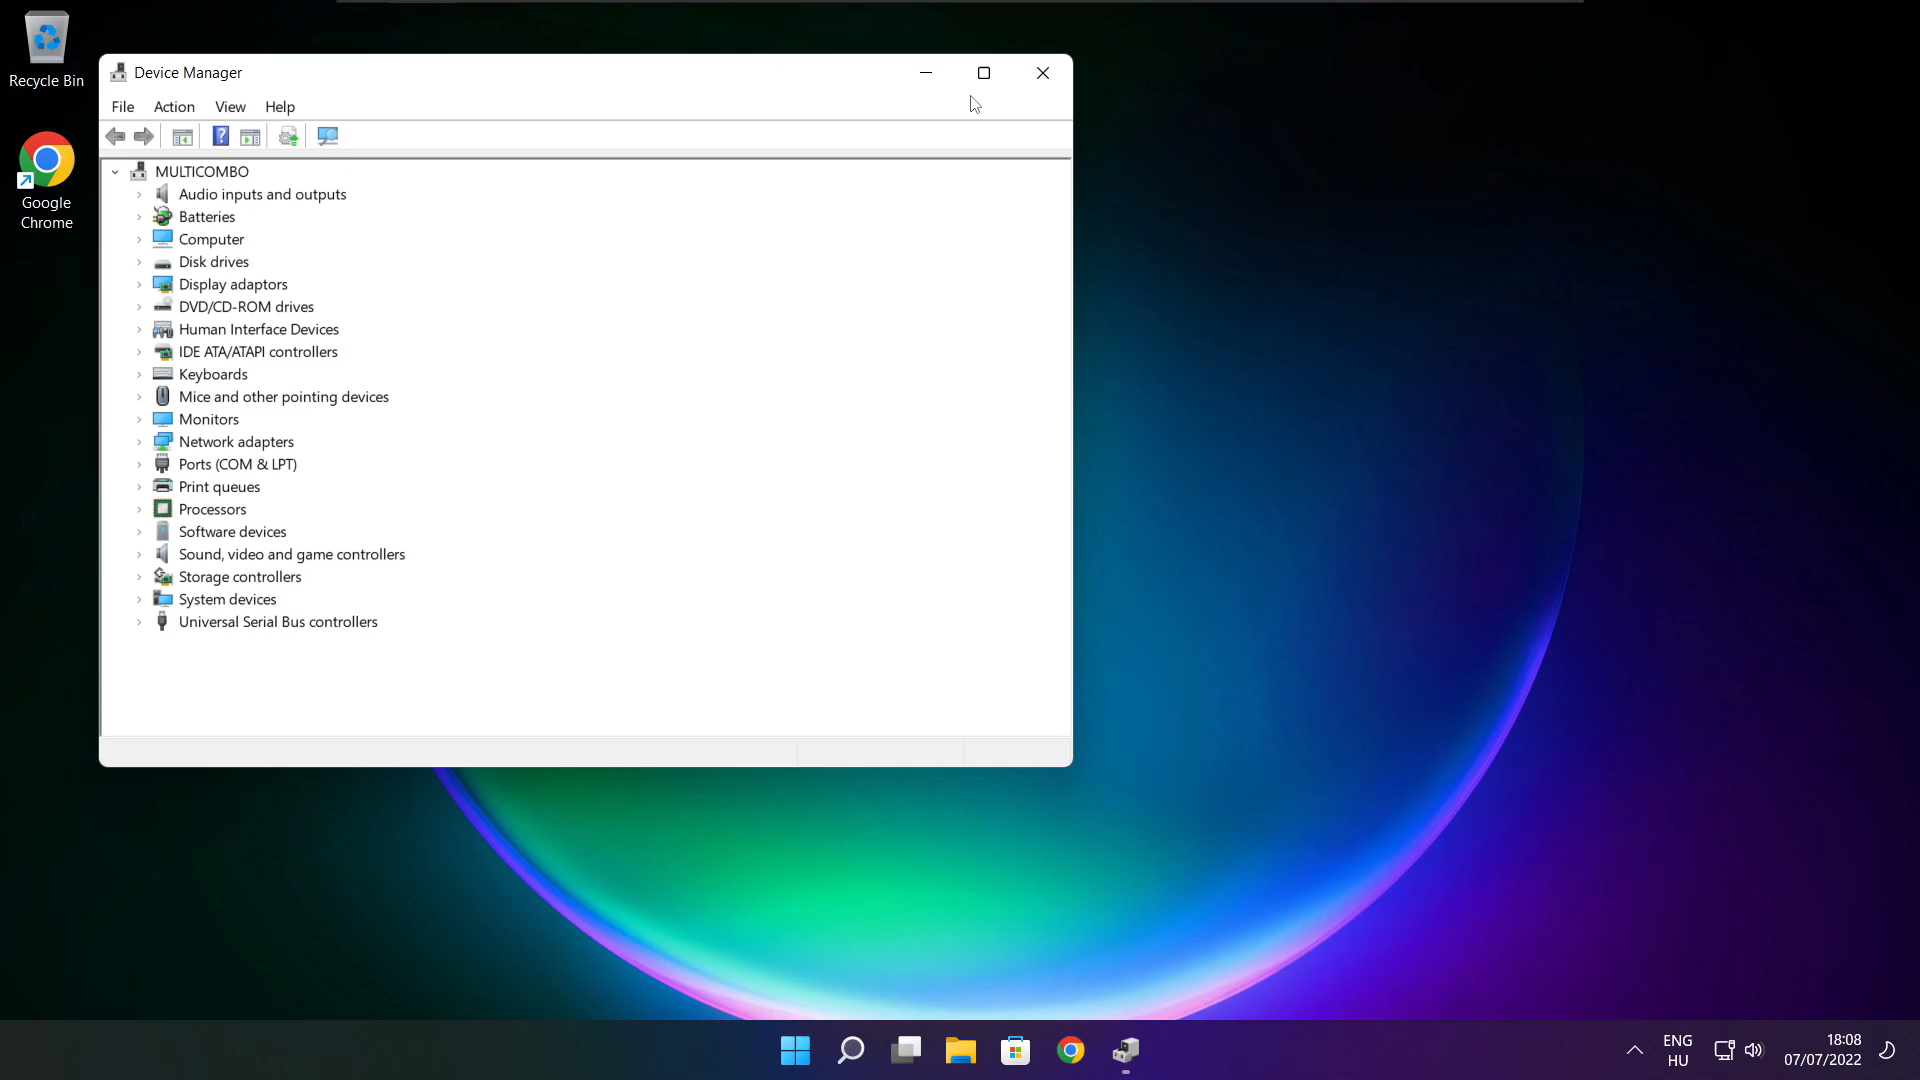 Recycle Bin
Google
Chrome
Device Manager
File Action View Help
MULTICOMBO
Audio inputs and outputs
Batteries
Computer
Disk drives
Display adaptors
DVD/CD-ROM drives
Human Interface Devices
IDE ATA/ATAPI controllers
Keyboards
Mice and other pointing devices
Monitors
Network adapters
Ports (COM & LPT)
Print queues
Processors
Software devices
Sound, video and game controllers
Storage controllers
System devices
Universal Serial Bus controllers
ENG
HU
18:08
07/07/2022